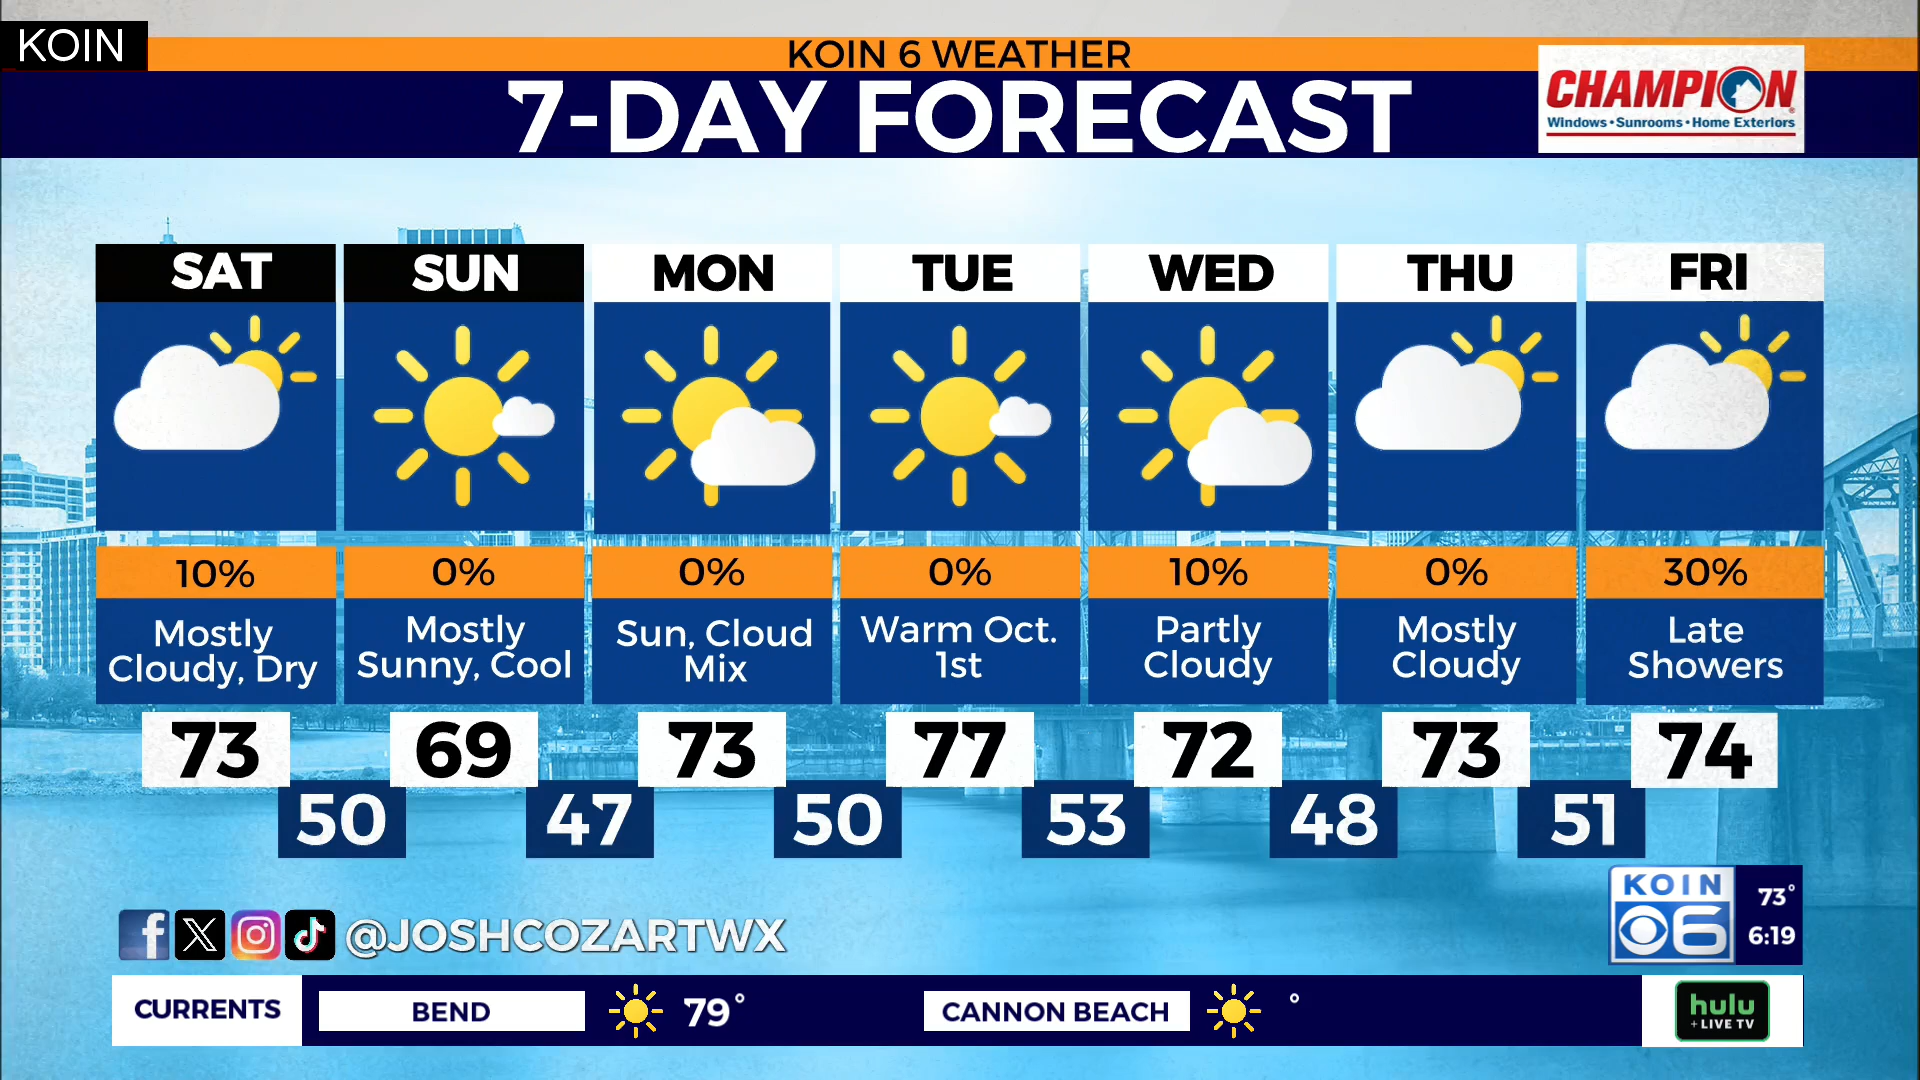 KOIN
KOIN 6 WEATHER
7-DAY FORECAST
CHAMPION
Windows • Sunrooms • Home Exteriors
SAT SUN MON TUE WED THU FRI
10% 0% 0% 0% 10% 0% 30%
Mostly Cloudy, Dry
Mostly Sunny, Cool
Sun, Cloud Mix
Warm Oct. 1st
Partly Cloudy
Mostly Cloudy
Late Showers
73 69 73 77 72 73 74
50 47 50 53 48 51
@JOSHCOZARTWX
KOIN 6
73°
6:19
CURRENTS BEND 79° CANNON BEACH °
hulu
+ LIVE TV